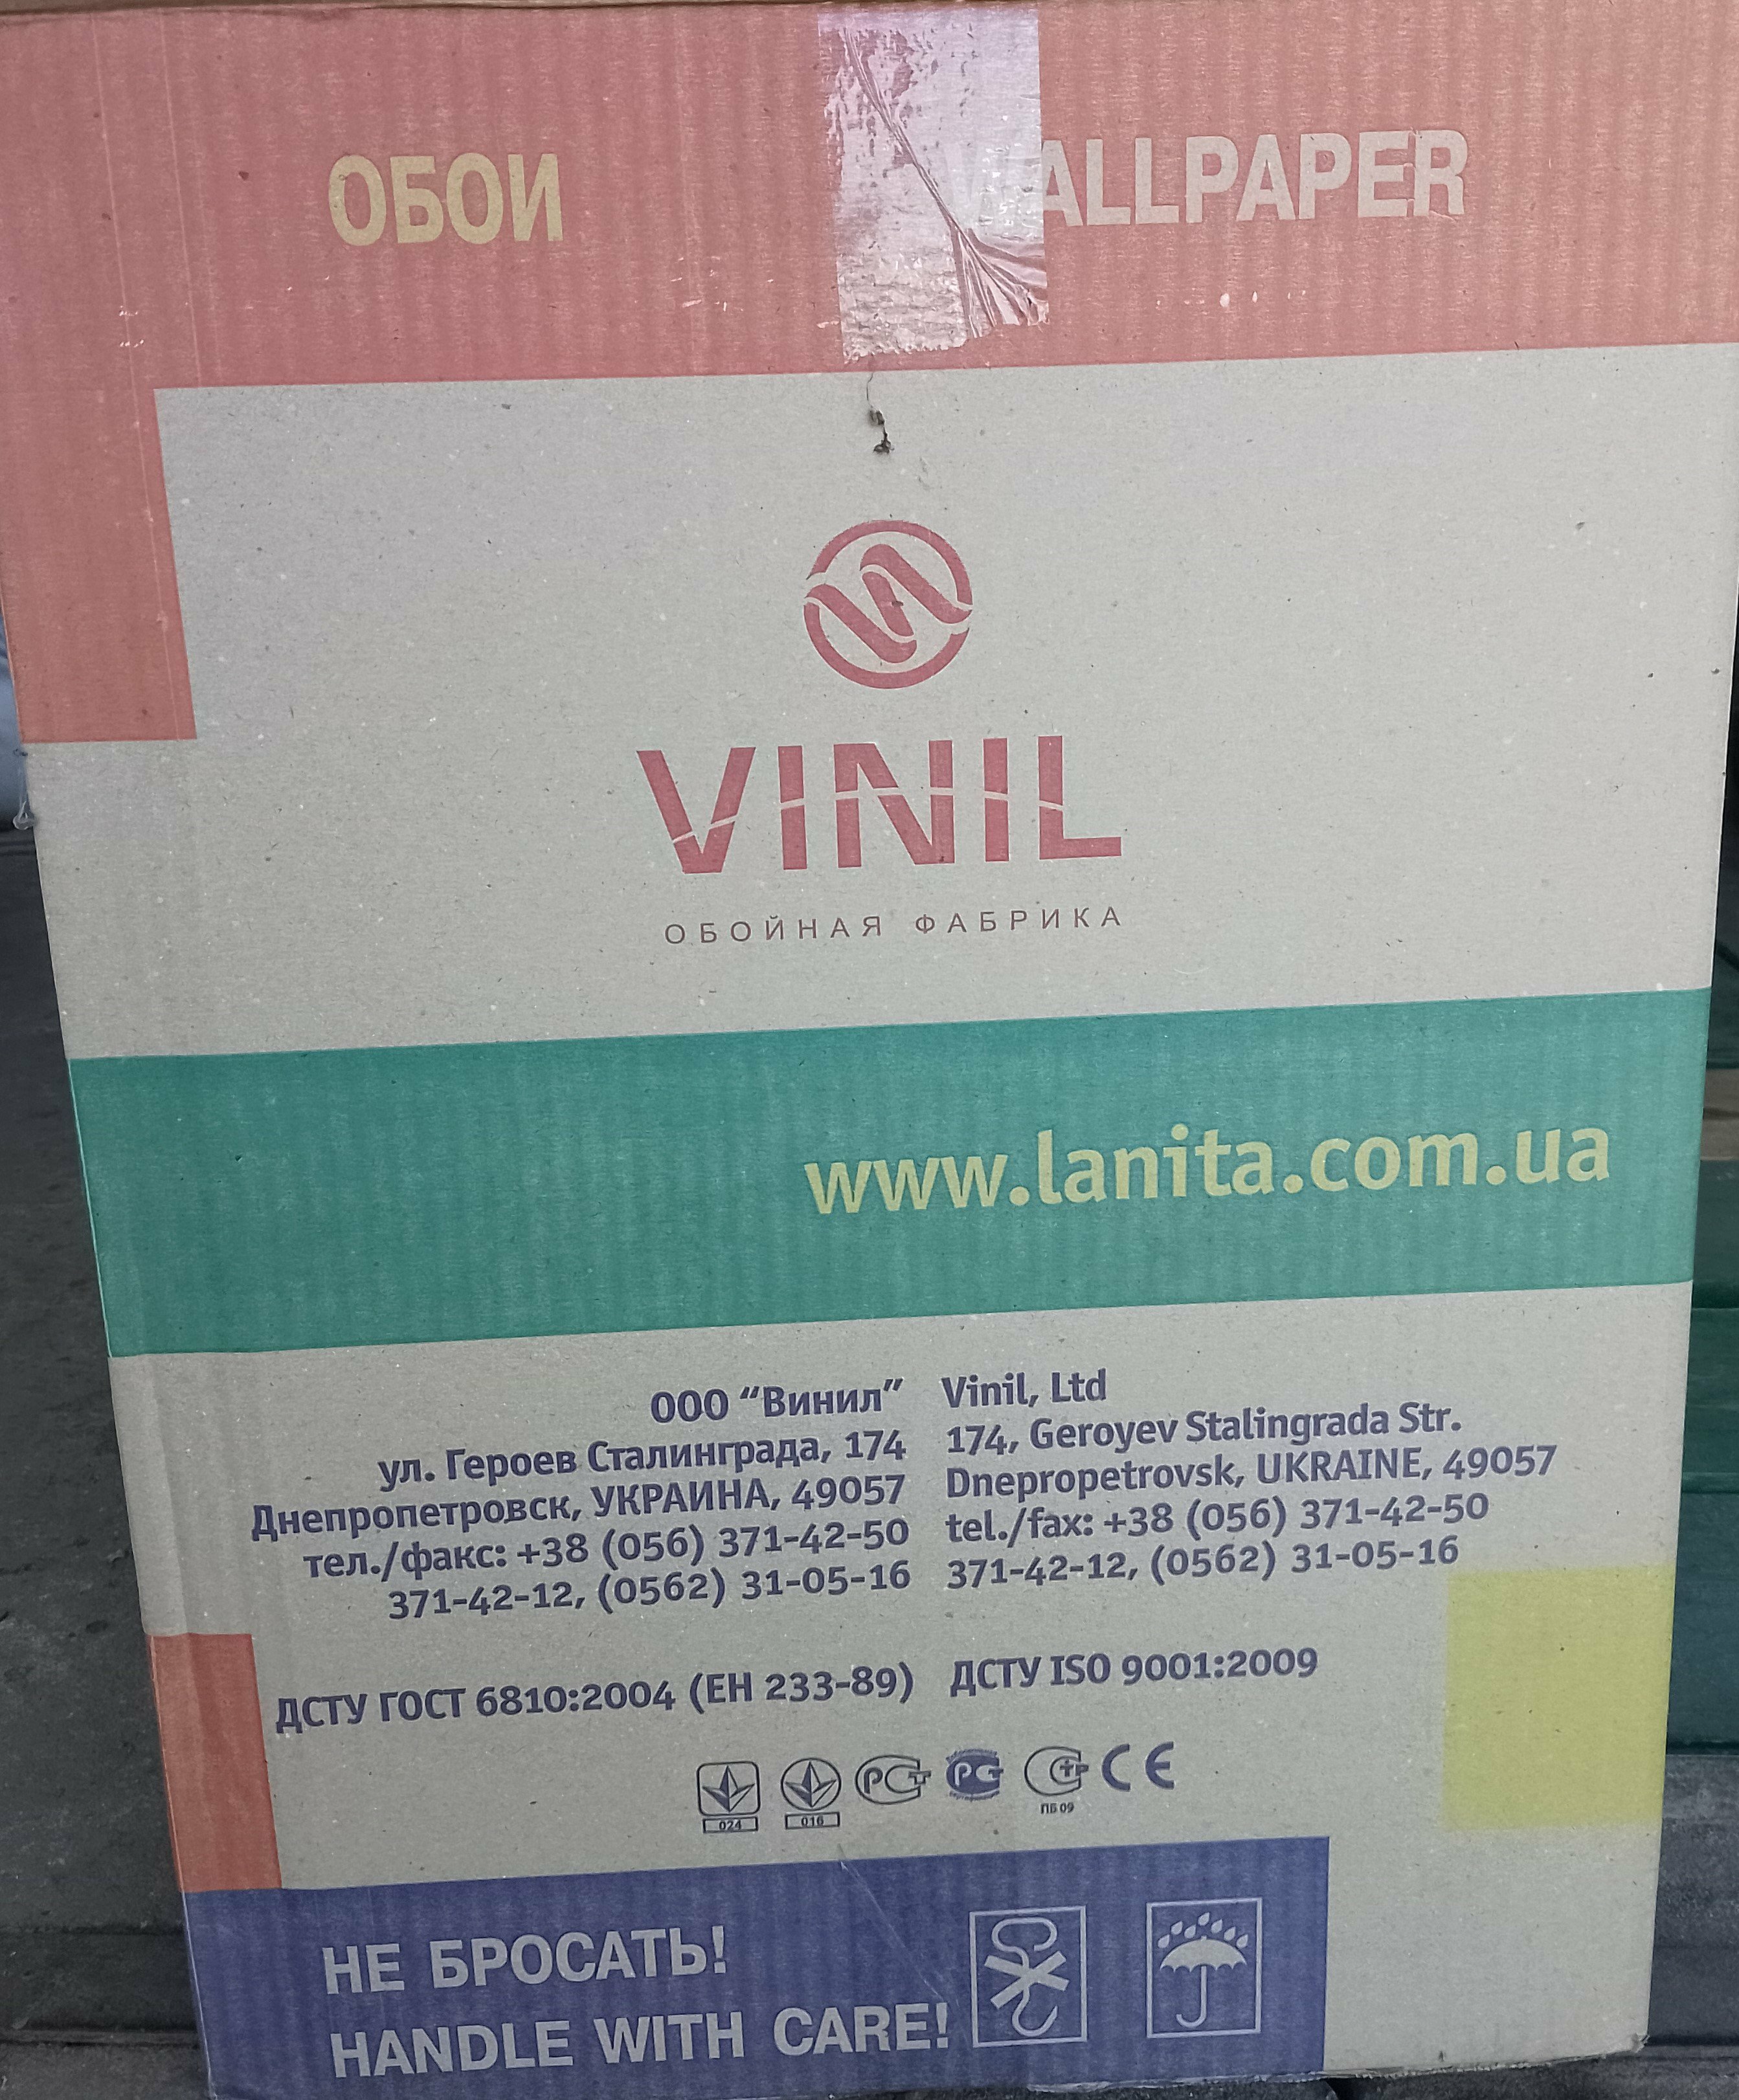 ОБОИ
WALLPAPER
VINIL
ОБОЙНАЯ ФАБРИКА
www.lanita.com.ua
ООО “Винил”
ул. Героев Сталинграда, 174
Днепропетровск, УКРАИНА, 49057
тел./факс: +38 (056) 371-42-50
371-42-12, (0562) 31-05-16
Vinil, Ltd
174, Geroyev Stalingrada Str.
Dnepropetrovsk, UKRAINE, 49057
tel./fax: +38 (056) 371-42-50
371-42-12, (0562) 31-05-16
ДСТУ ГОСТ 6810:2004 (ЕН 233-89)
ДСТУ ISO 9001:2009
024
016
ПБ 09
CE
НЕ БРОСАТЬ!
HANDLE WITH CARE!